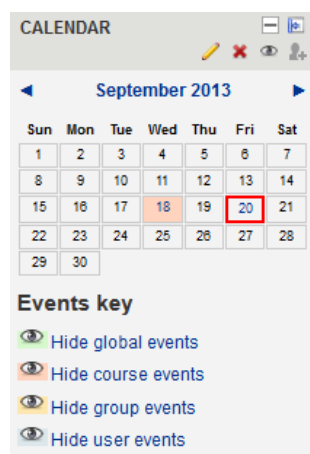 CALENDAR
September 2013
Sun Mon Tue Wed Thu Fri Sat
1 2 3 4 5 6 7
8 9 10 11 12 13 14
15 16 17 18 19 20 21
22 23 24 25 26 27 28
29 30
Events key
Hide global events
Hide course events
Hide group events
Hide user events